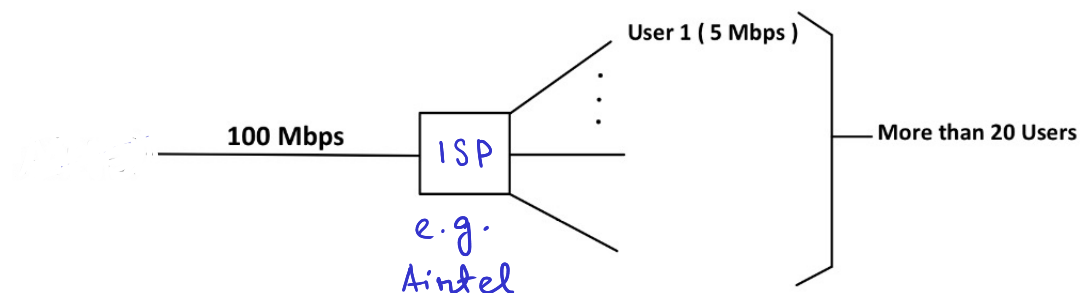 User 1 ( 5 Mbps )
100 Mbps
ISP
More than 20 Users
e.g.
Airtel